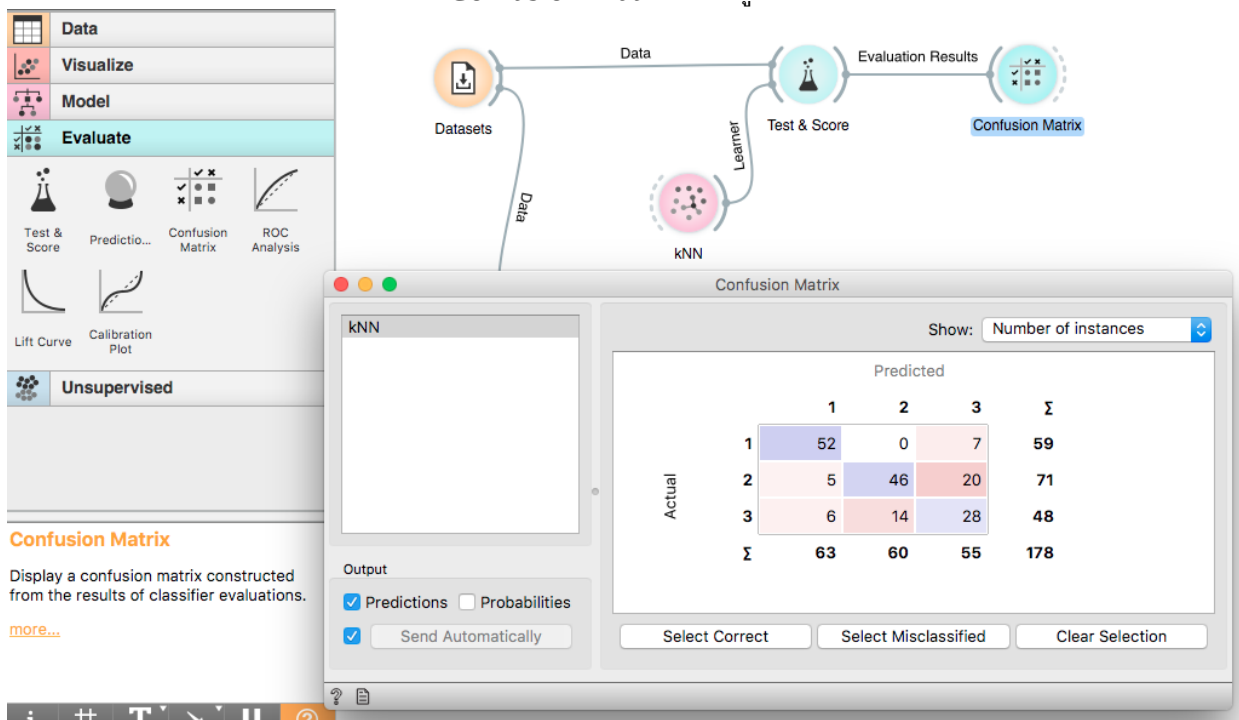 Data
Visualize
Model
Evaluate
Test & Score
Predictio...
Confusion Matrix
ROC Analysis
Lift Curve
Calibration Plot
Unsupervised
Confusion Matrix
Display a confusion matrix constructed
from the results of classifier evaluations.
more...
Data
Evaluation Results
Datasets
Test & Score
Confusion Matrix
Learner
Data
kNN
Confusion Matrix
kNN
Show: Number of instances
Predicted
1 2 3 Σ
Actual
1 52 0 7 59
2 5 46 20 71
3 6 14 28 48
Σ 63 60 55 178
Output
Predictions Probabilities
Send Automatically
Select Correct Select Misclassified Clear Selection